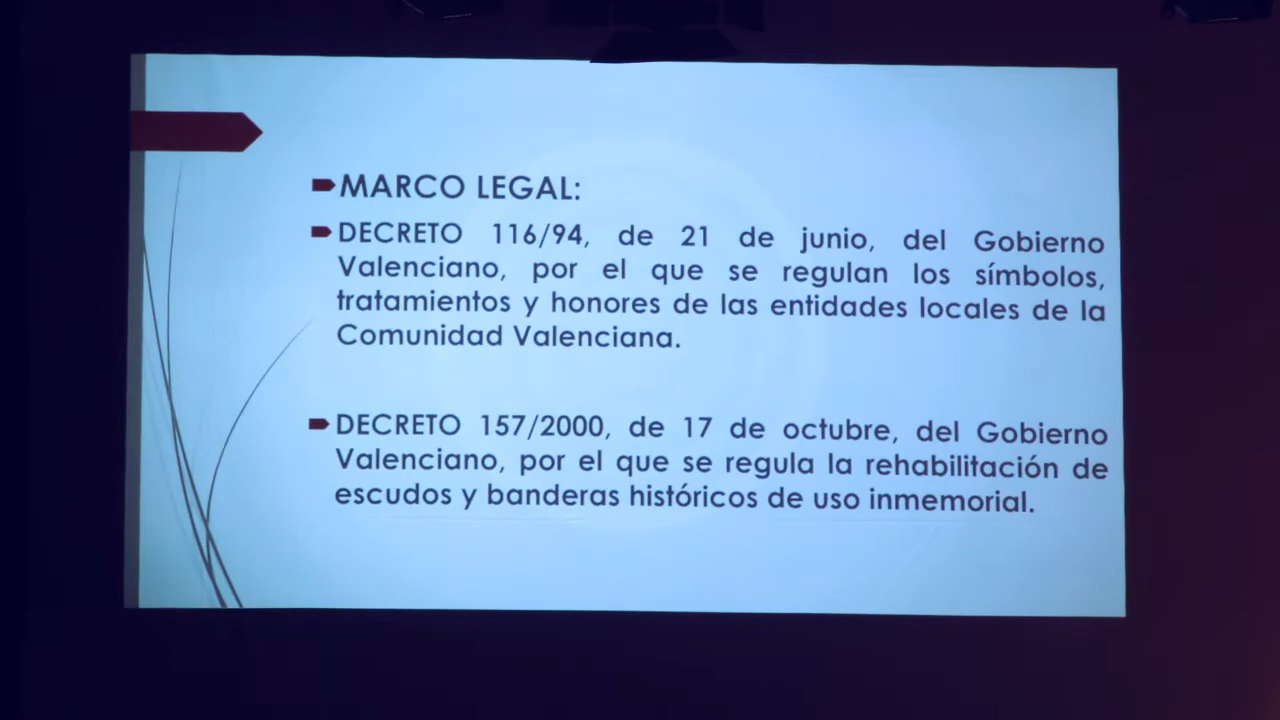 MARCO LEGAL:
DECRETO 116/94, de 21 de junio, del Gobierno
Valenciano, por el que se regulan los símbolos,
tratamientos y honores de las entidades locales de la
Comunidad Valenciana.
DECRETO 157/2000, de 17 de octubre, del Gobierno
Valenciano, por el que se regula la rehabilitación de
escudos y banderas históricos de uso inmemorial.